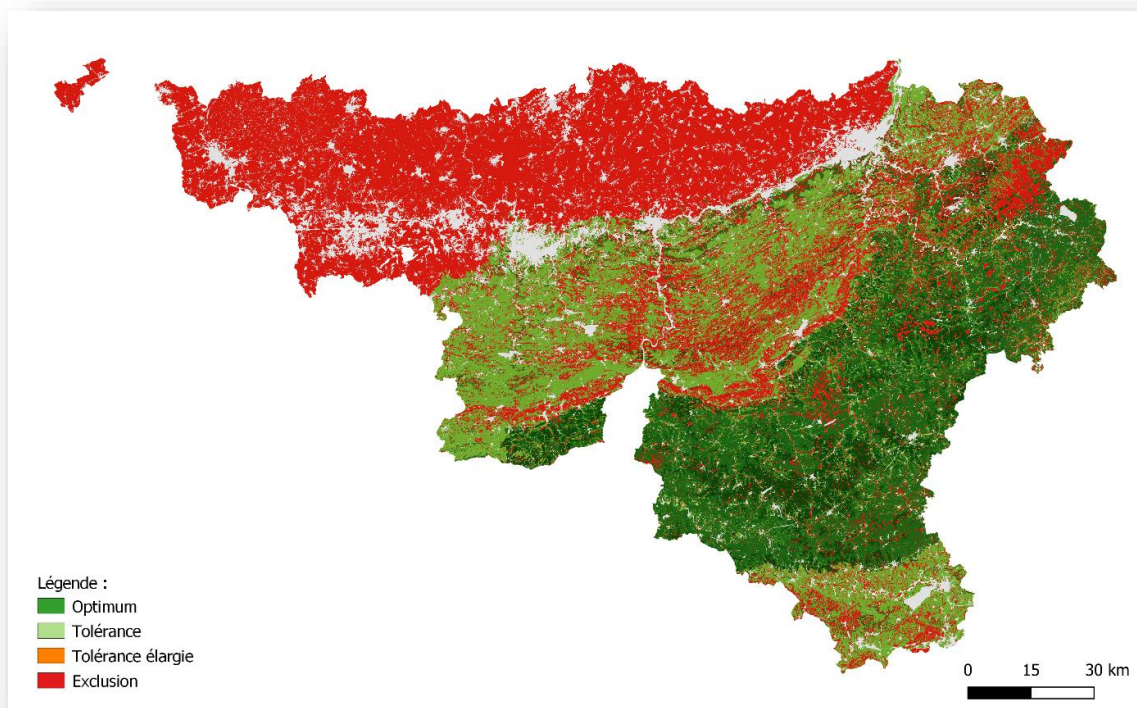 Légende :
Optimum
Tolérance
Tolérance élargie
Exclusion
0 15 30 km